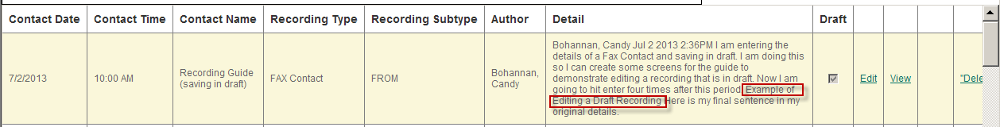 Contact Date Contact Time Contact Name Recording Type Recording Subtype Author Detail Draft
7/2/2013 10:00 AM Recording Guide (saving in draft) FAX Contact FROM Bohannan, Candy
Bohannan, Candy Jul 2 2013 2:36PM I am entering the
details of a Fax Contact and saving in draft. I am doing this
so I can create some screens for the guide to
demonstrate editing a recording that is in draft. Now I am
going to hit enter four times after this period Example of
Editing a Draft Recording Here is my final sentence in my
original details.
Edit View "Dele